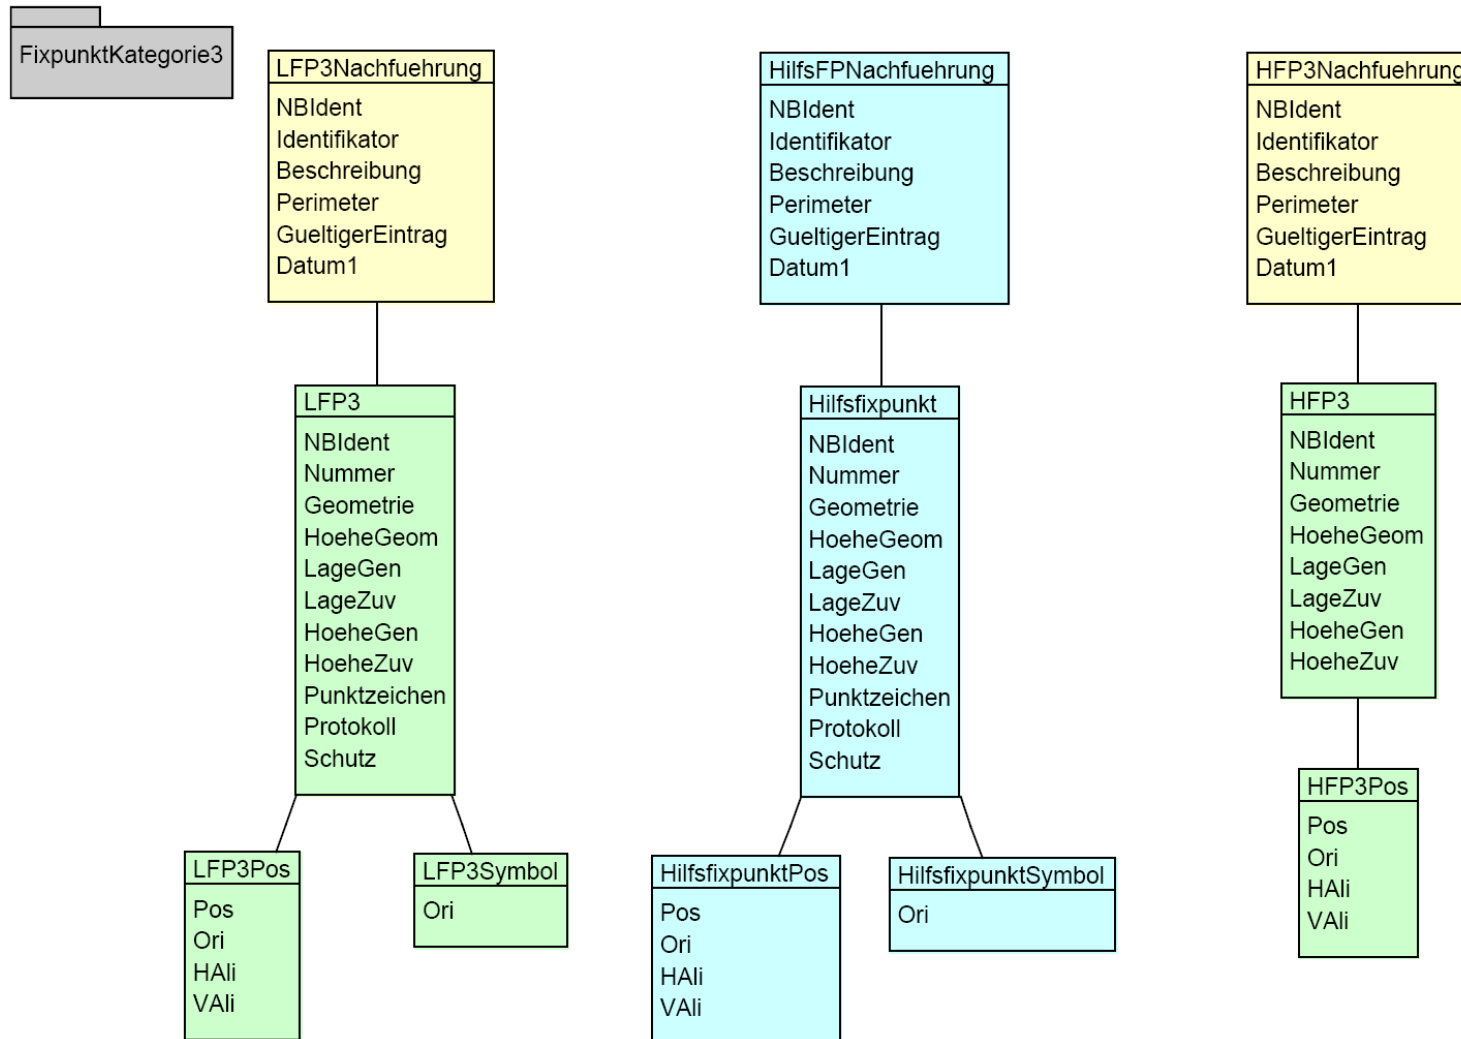 FixpunktKategorie3
LFP3Nachfuehrung
NBIdent
Identifikator
Beschreibung
Perimeter
GueltigerEintrag
Datum1
LFP3
NBIdent
Nummer
Geometrie
HoeheGeom
LageGen
LageZuv
HoeheGen
HoeheZuv
Punktzeichen
Protokoll
Schutz
LFP3Pos
Pos
Ori
HAli
VAli
LFP3Symbol
Ori
HilfsFPNachfuehrung
NBIdent
Identifikator
Beschreibung
Perimeter
GueltigerEintrag
Datum1
Hilfsfixpunkt
NBIdent
Nummer
Geometrie
HoeheGeom
LageGen
LageZuv
HoeheGen
HoeheZuv
Punktzeichen
Protokoll
Schutz
HilfsfixpunktPos
Pos
Ori
HAli
VAli
HilfsfixpunktSymbol
Ori
HFP3Nachfuehrung
NBIdent
Identifikator
Beschreibung
Perimeter
GueltigerEintrag
Datum1
HFP3
NBIdent
Nummer
Geometrie
HoeheGeom
LageGen
LageZuv
HoeheGen
HoeheZuv
HFP3Pos
Pos
Ori
HAli
VAli